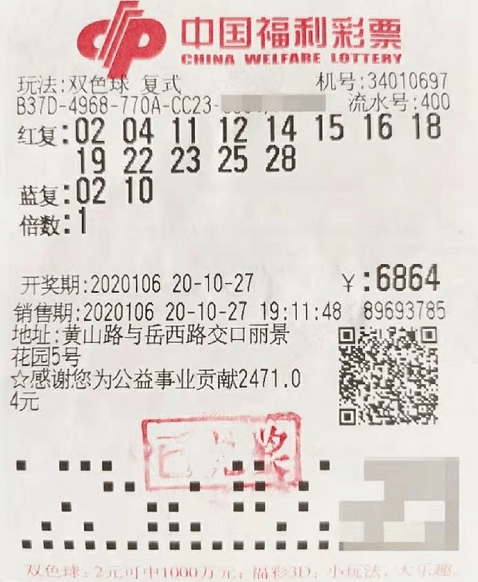 中国福利彩票
CHINA WELFARE LOTTERY
玩法:双色球 复式 机号:34010697
B37D-4968-770A-CC23- 流水号:400
红复:02 04 11 12 14 15 16 18
19 22 23 25 28
蓝复:02 10
倍数:1
开奖期:2020106 20-10-27 ¥:6864
销售期:2020106 20-10-27 19:11:48 89693785
地址:黄山路与岳西路交口丽景
花园5号
☆感谢您为公益事业贡献2471.0
4元
已兑奖
双色球:2元可中1000万元;福彩3D:小玩法,大乐趣